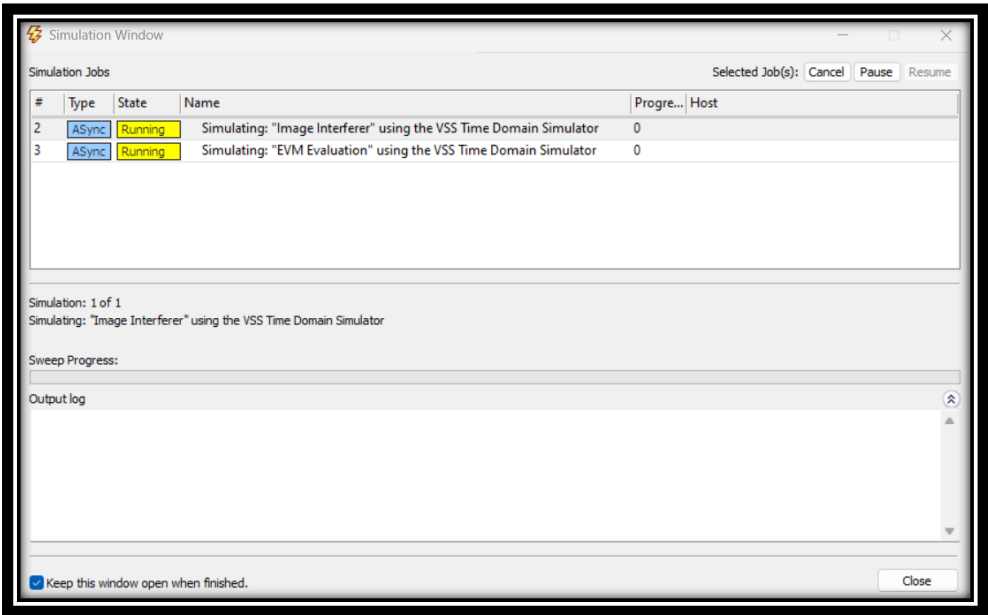 Simulation Window
Simulation Jobs Selected Job(s): Cancel Pause Resume
# Type State Name Progre... Host
2 ASync Running Simulating: "Image Interferer" using the VSS Time Domain Simulator 0
3 ASync Running Simulating: "EVM Evaluation" using the VSS Time Domain Simulator 0
Simulation: 1 of 1
Simulating: "Image Interferer" using the VSS Time Domain Simulator
Sweep Progress:
Output log
Keep this window open when finished. Close